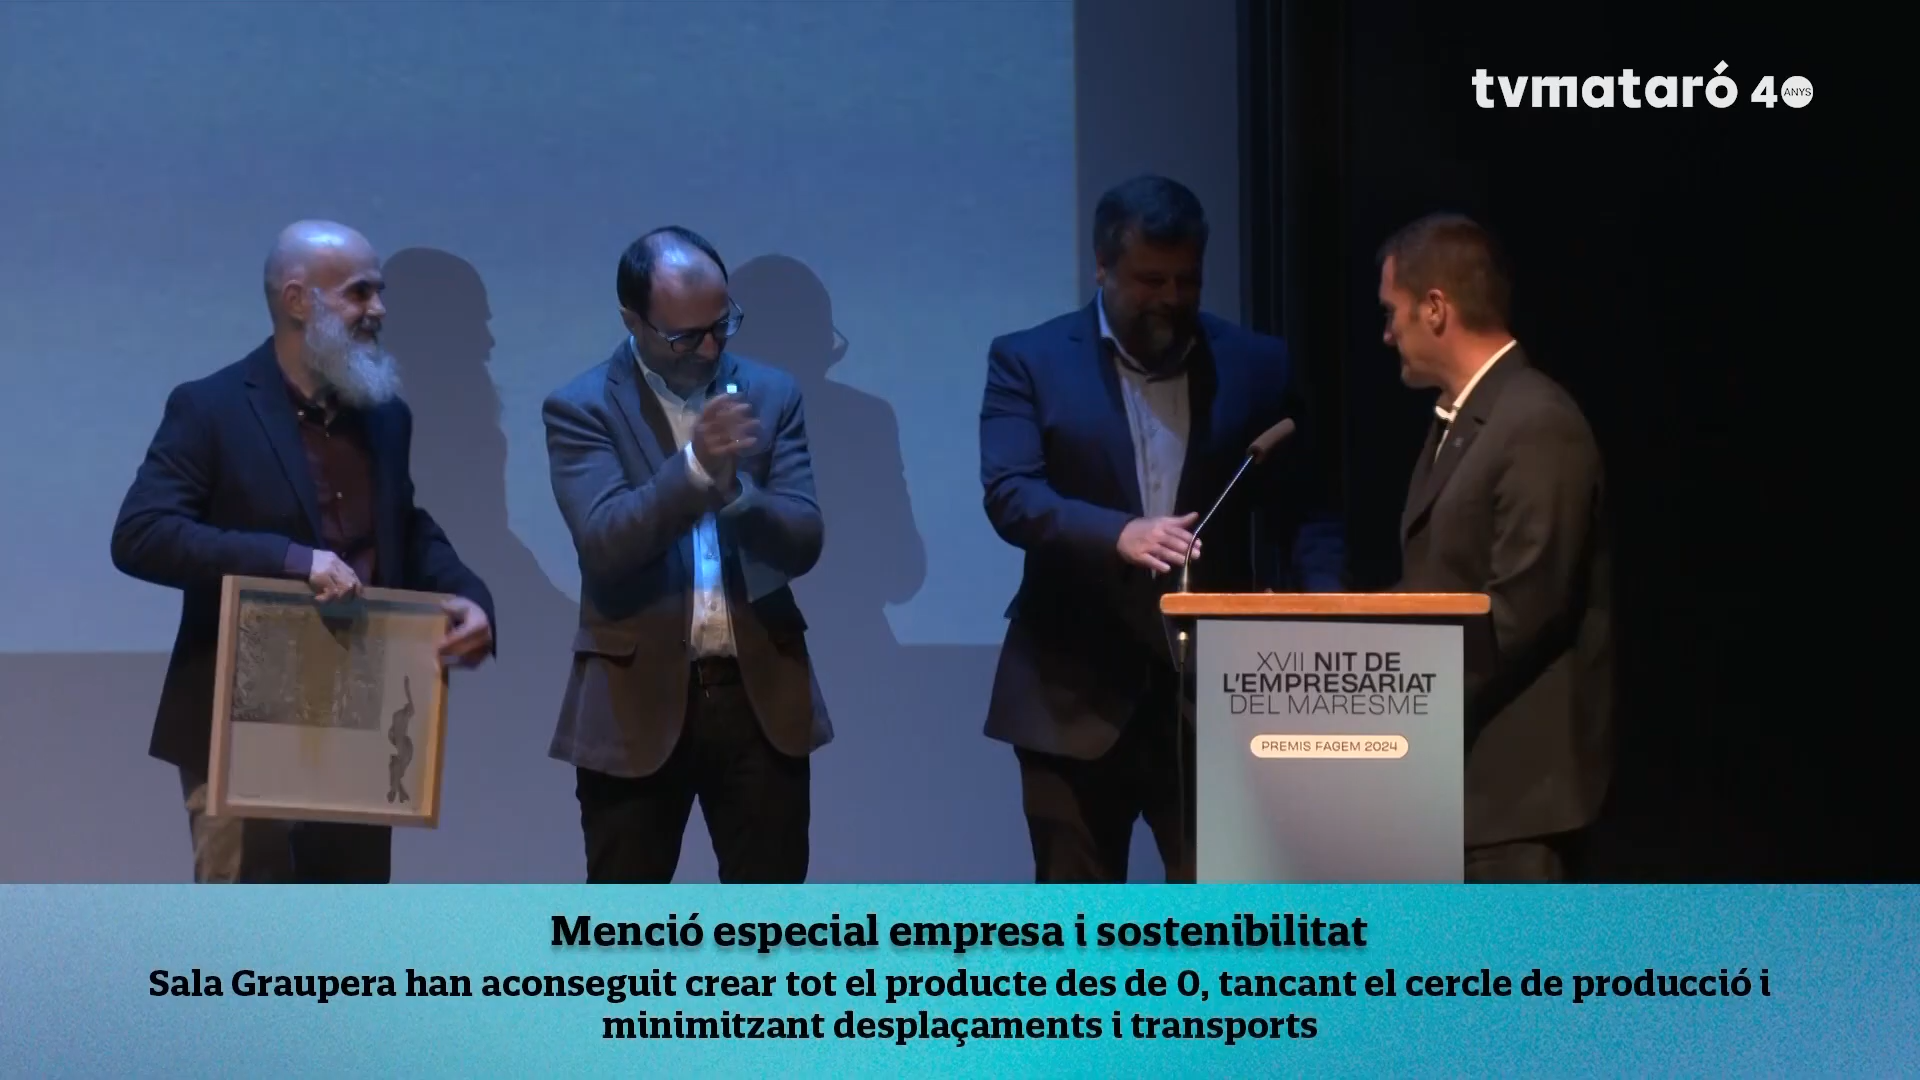 tvmataró 40 ANYS
XVII NIT DE
L'EMPRESARIAT
DEL MARESME
PREMIS FAGEM 2024
Menció especial empresa i sostenibilitat
Sala Graupera han aconseguit crear tot el producte des de 0, tancant el cercle de producció i
minimitzant desplaçaments i transports